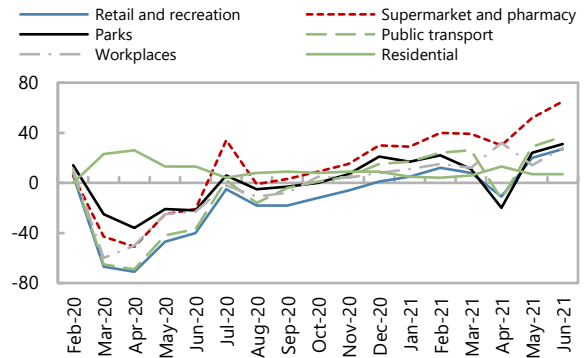 Retail and recreation
Supermarket and pharmacy
Parks
Public transport
Workplaces
Residential
80
40
0
-40
-80
Feb-20
Mar-20
Apr-20
May-20
Jun-20
Jul-20
Aug-20
Sep-20
Oct-20
Nov-20
Dec-20
Jan-21
Feb-21
Mar-21
Apr-21
May-21
Jun-21